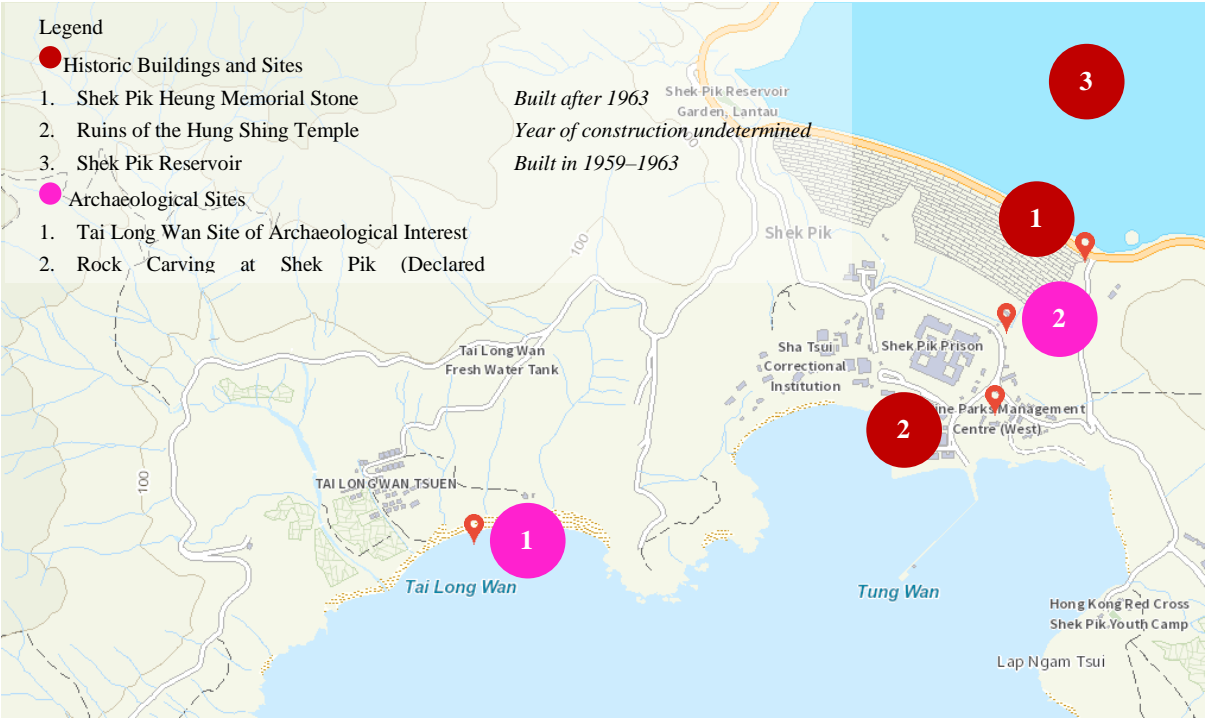 Legend
Historic Buildings and Sites
1. Shek Pik Heung Memorial Stone Built after 1963
2. Ruins of the Hung Shing Temple Year of construction undetermined
3. Shek Pik Reservoir Built in 1959–1963
Archaeological Sites
1. Tai Long Wan Site of Archaeological Interest
2. Rock Carving at Shek Pik (Declared
Shek Pik Reservoir
Garden, Lantau
3
1
Shek Pik
100
2
Tai Long Wan
Fresh Water Tank
Sha Tsui
Correctional
Institution
Shek Pik Prison
2
ine Parks Management
Centre (West)
100
TAI LONG WAN TSUEN
1
Tai Long Wan
Tung Wan
Hong Kong Red Cross
Shek Pik Youth Camp
Lap Ngam Tsui